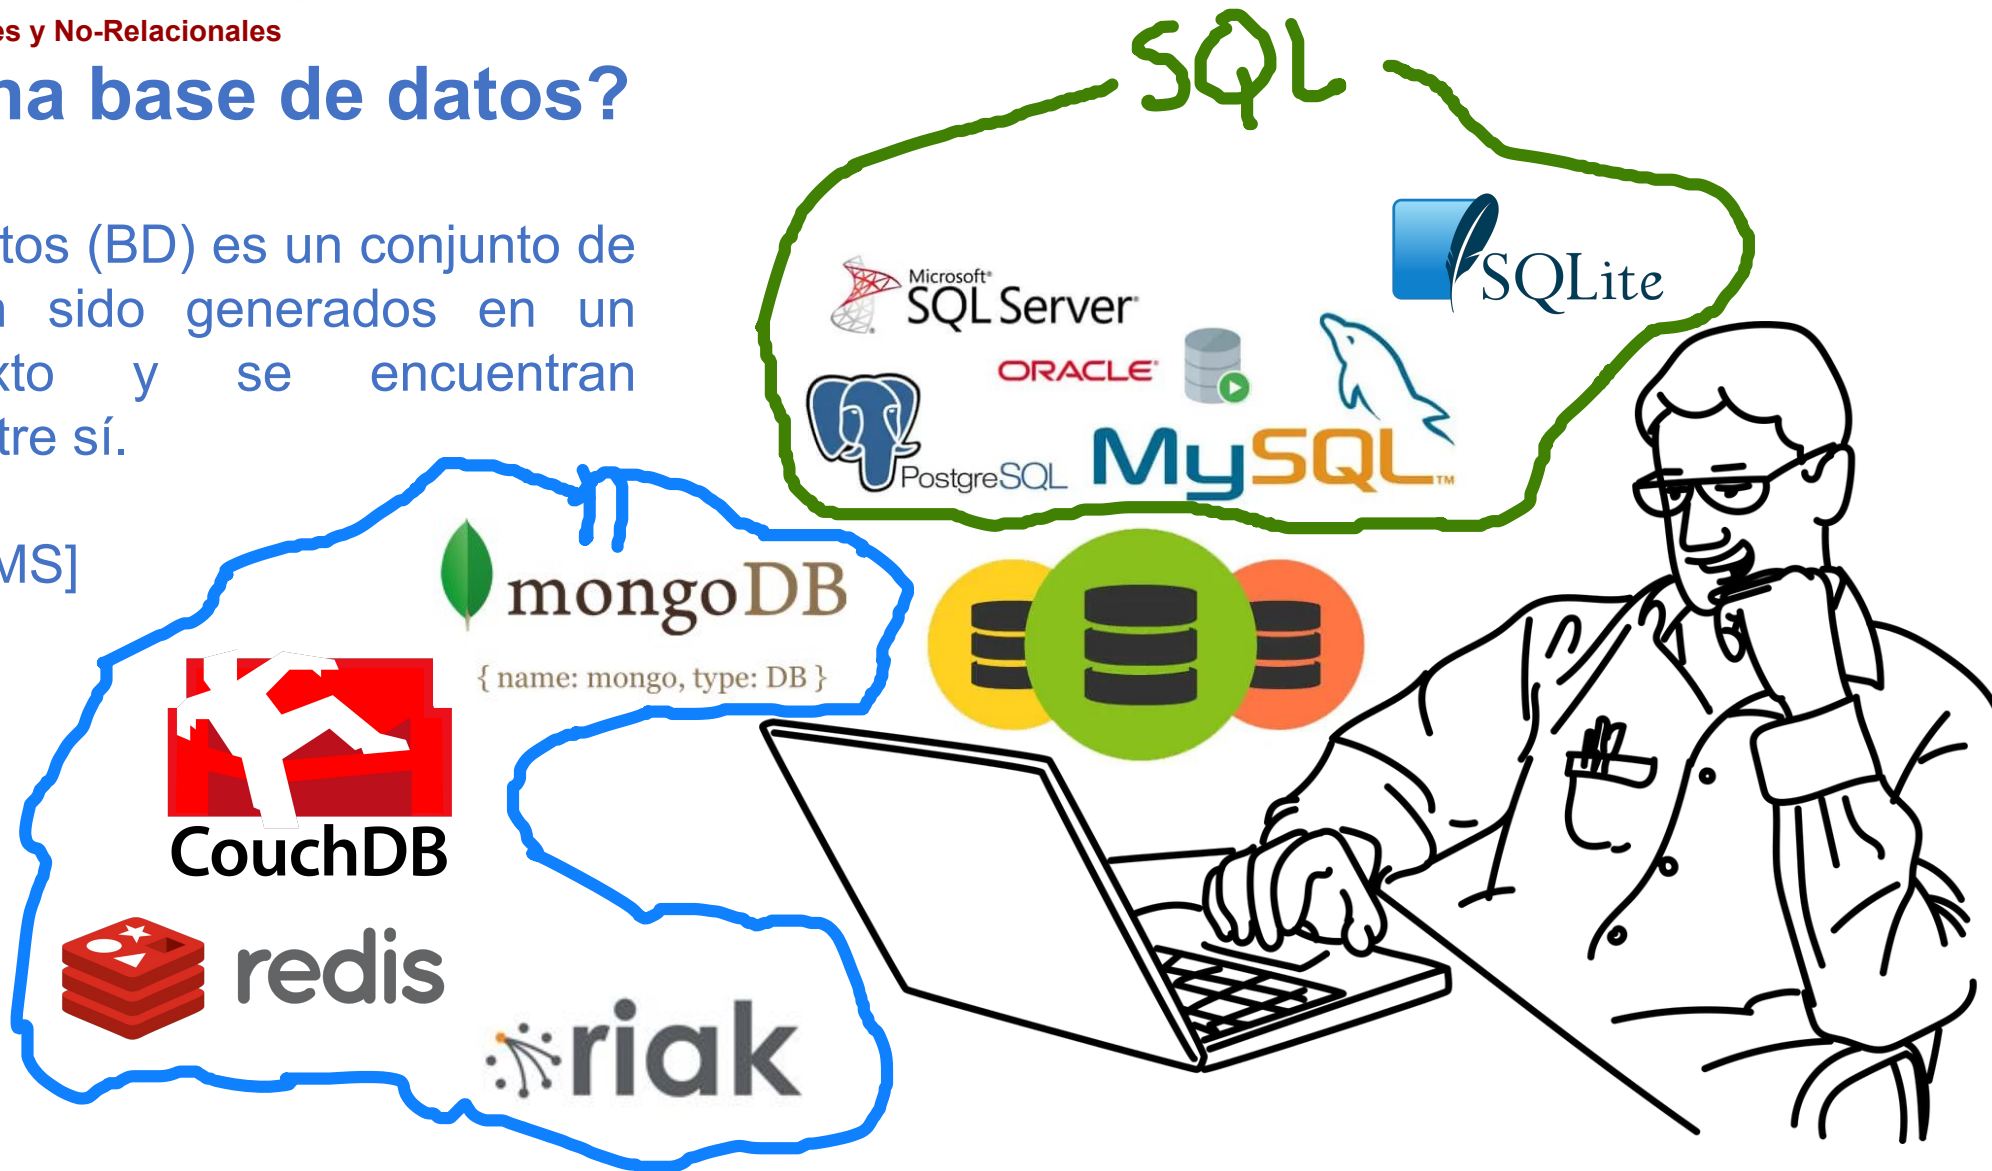 es y No-Relacionales
na base de datos?
tos (BD) es un conjunto de
n sido generados en un
xto y se encuentran
tre sí.
MS]
SQL
Microsoft®
SQL Server®
SQLite
ORACLE®
PostgreSQL
MySQL™
mongoDB
{ name: mongo, type: DB }
CouchDB
redis
riak